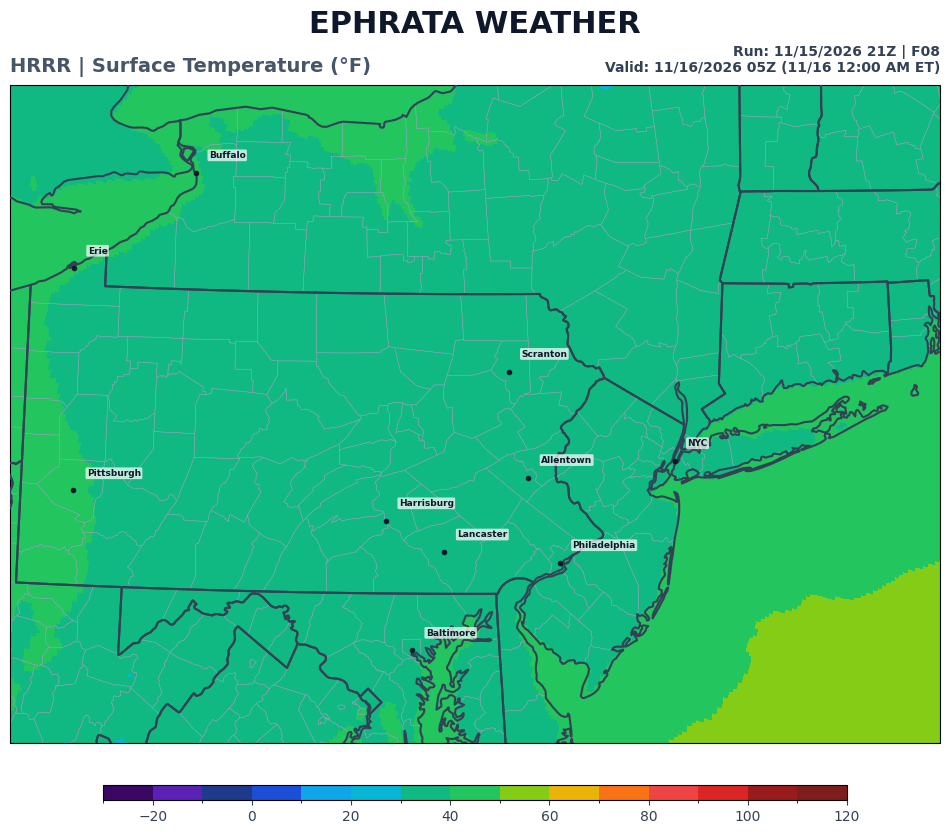 EPHRATA WEATHER
HRRR | Surface Temperature (°F)
Run: 11/15/2026 21Z | F08
Valid: 11/16/2026 05Z (11/16 12:00 AM ET)
Buffalo
Erie
Scranton
NYC
Allentown
Pittsburgh
Harrisburg
Lancaster
Philadelphia
Baltimore
−20 0 20 40 60 80 100 120